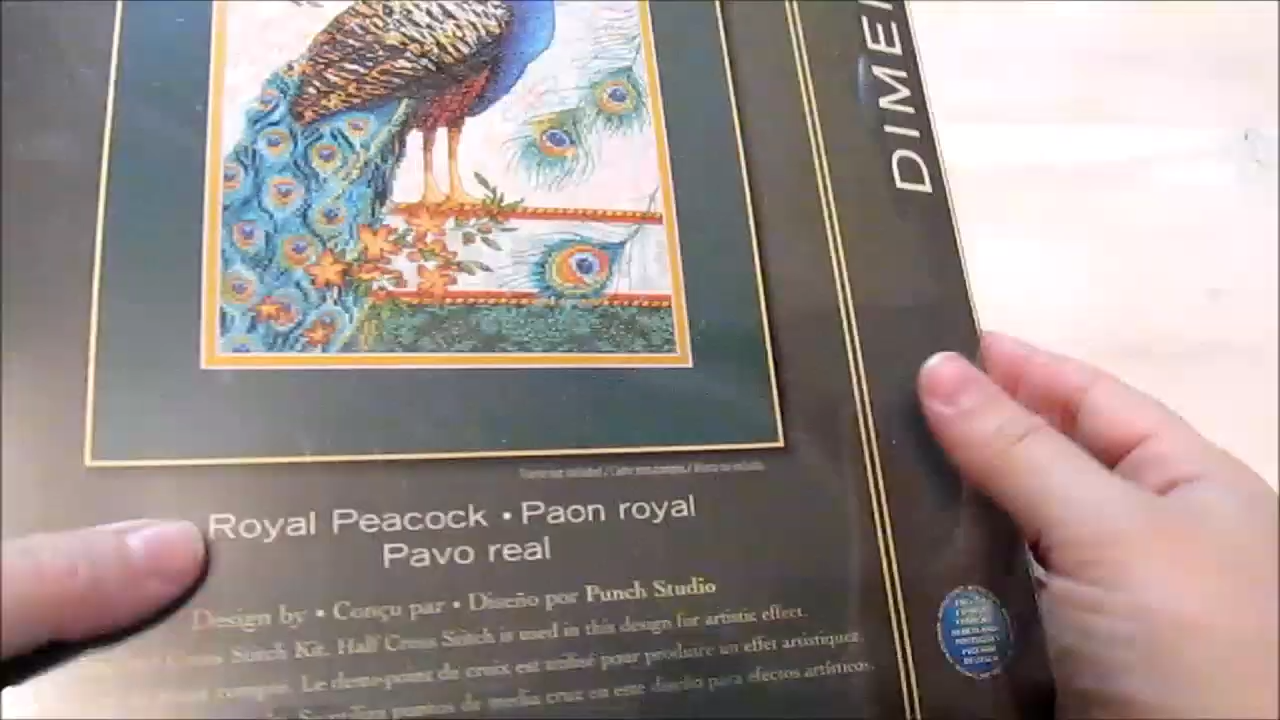 DIMEN
Royal Peacock • Paon royal
Pavo real
Design by • Conçu par • Diseño por Punch Studio
Cross Stitch Kit. Half Cross Stitch is used in this design for artistic effect.
compté. Le demi-point de croix est utilisé pour produire un effet artistique.
Se utilizan puntos de media cruz en este diseño para efectos artísticos.